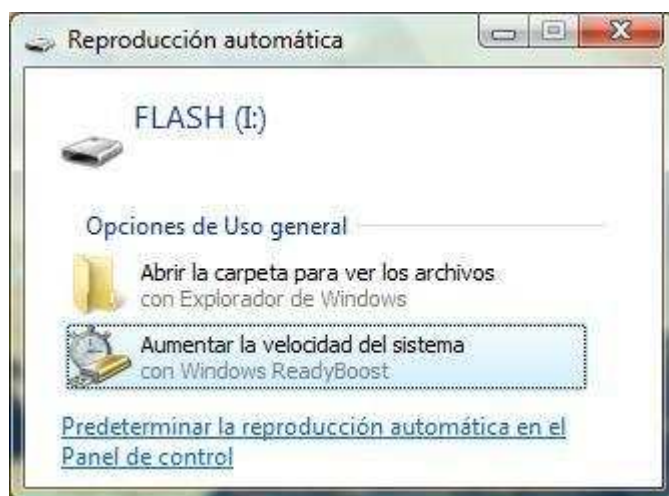 Reproducción automática
FLASH (I:)
Opciones de Uso general
Abrir la carpeta para ver los archivos
con Explorador de Windows
Aumentar la velocidad del sistema
con Windows ReadyBoost
Predeterminar la reproducción automática en el
Panel de control